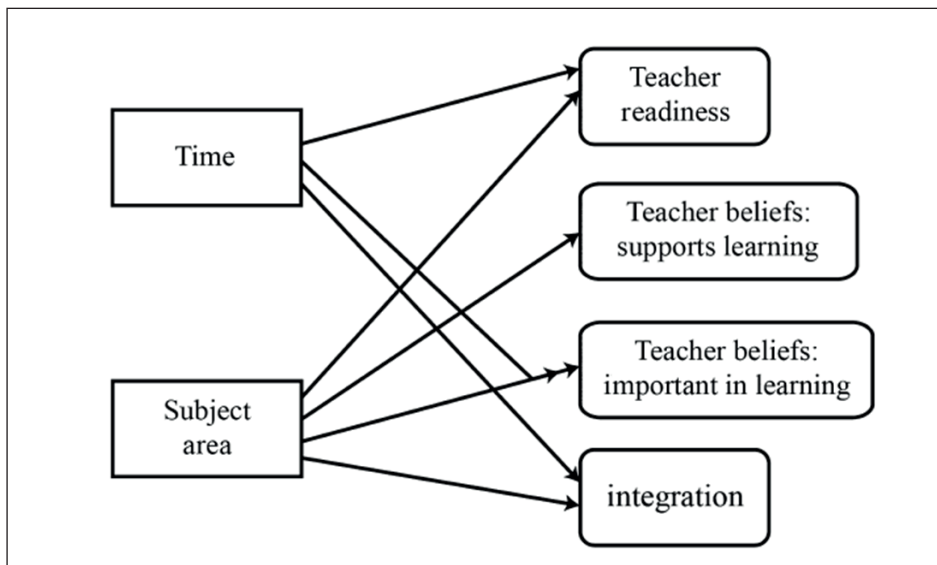 Time
Subject
area
Teacher
readiness
Teacher beliefs:
supports learning
Teacher beliefs:
important in learning
integration